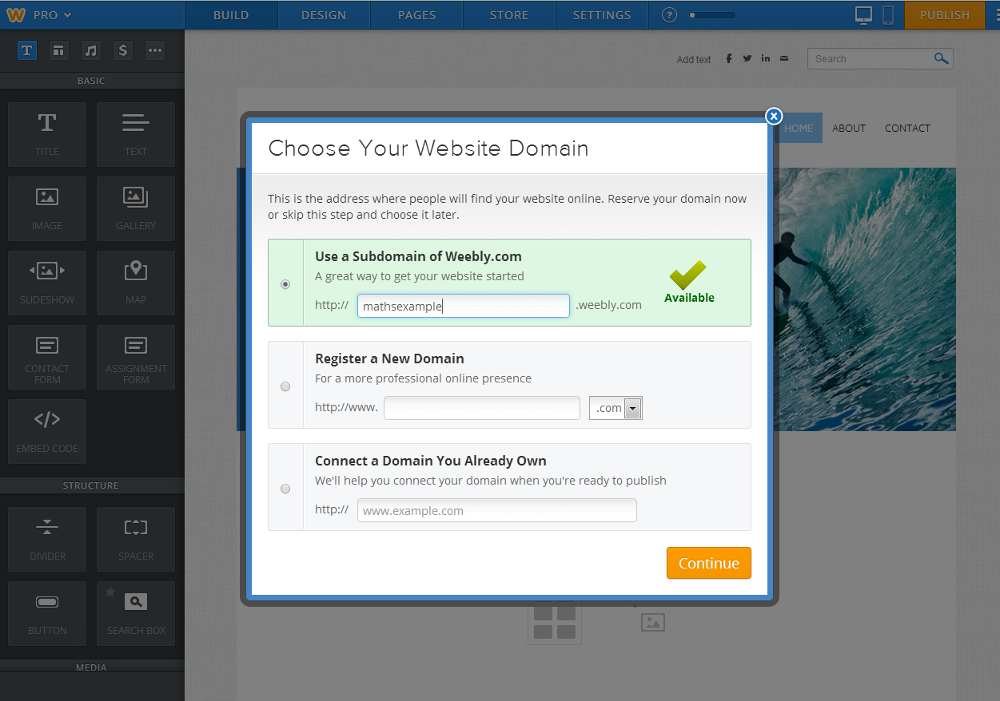 PRO
BUILD
DESIGN
PAGES
STORE
SETTINGS
?
PUBLISH
T
$
BASIC
TITLE
TEXT
IMAGE
GALLERY
SLIDESHOW
MAP
CONTACT
FORM
ASSIGNMENT
FORM
EMBED CODE
STRUCTURE
DIVIDER
SPACER
BUTTON
SEARCH BOX
MEDIA
Add text
Search
HOME
ABOUT
CONTACT
Choose Your Website Domain
This is the address where people will find your website online. Reserve your domain now
or skip this step and choose it later.
Use a Subdomain of Weebly.com
A great way to get your website started
http:// mathsexample .weebly.com
Available
Register a New Domain
For a more professional online presence
http://www. .com
Connect a Domain You Already Own
We'll help you connect your domain when you're ready to publish
http:// www.example.com
Continue